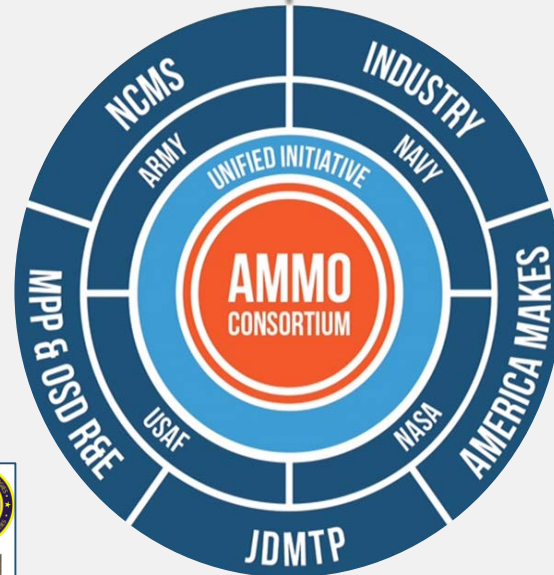 NCMS
INDUSTRY
ARMY
NAVY
UNIFIED INITIATIVE
AMMO
CONSORTIUM
MPP & OSD R&E
AMERICA MAKES
USAF
NASA
JDMTP